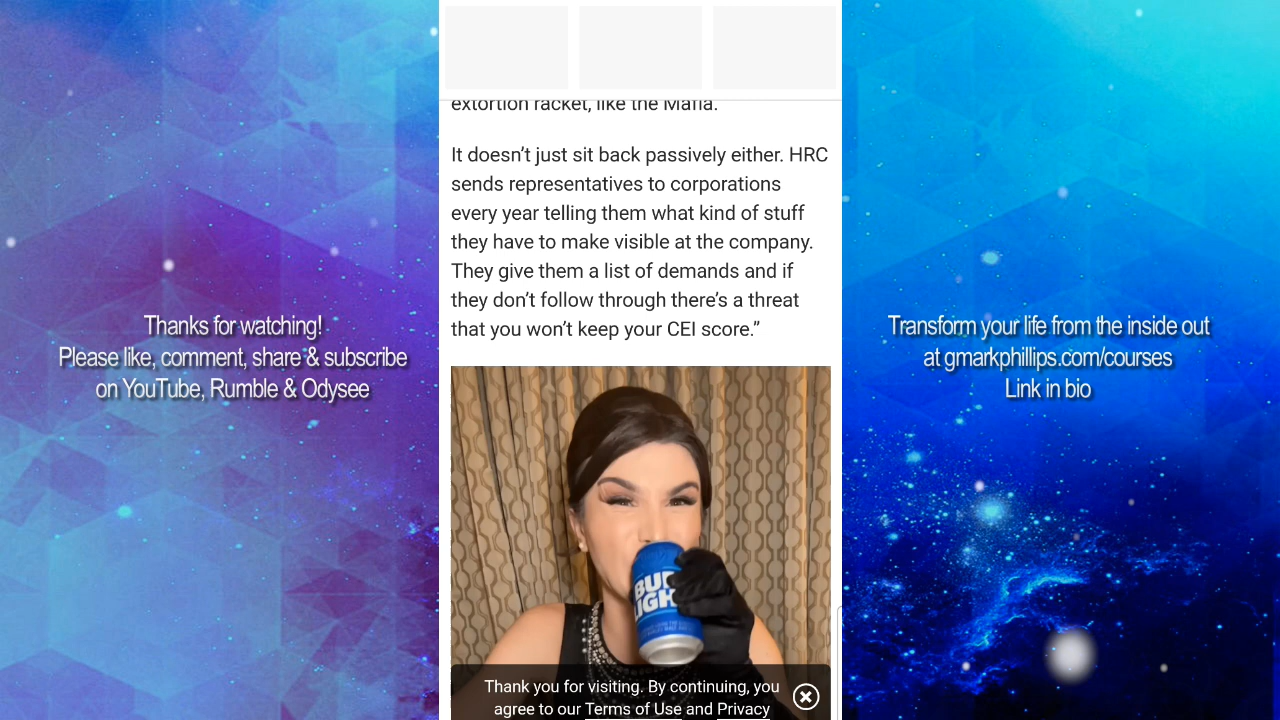 Thanks for watching!
Please like, comment, share & subscribe
on YouTube, Rumble & Odysee
extortion racket, like the Mafia.
It doesn’t just sit back passively either. HRC
sends representatives to corporations
every year telling them what kind of stuff
they have to make visible at the company.
They give them a list of demands and if
they don’t follow through there’s a threat
that you won’t keep your CEI score.”
BUD
LIGHT
Thank you for visiting. By continuing, you
agree to our Terms of Use and Privacy
Transform your life from the inside out
at gmarkphillips.com/courses
Link in bio